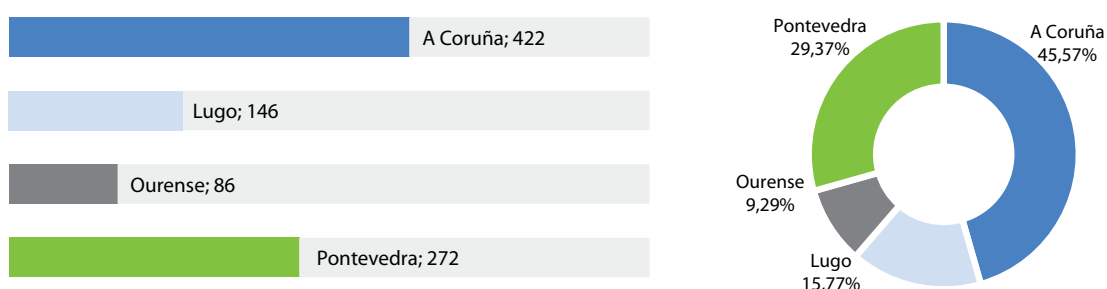 A Coruña; 422
Lugo; 146
Ourense; 86
Pontevedra; 272
Pontevedra
29,37%
A Coruña
45,57%
Ourense
9,29%
Lugo
15,77%